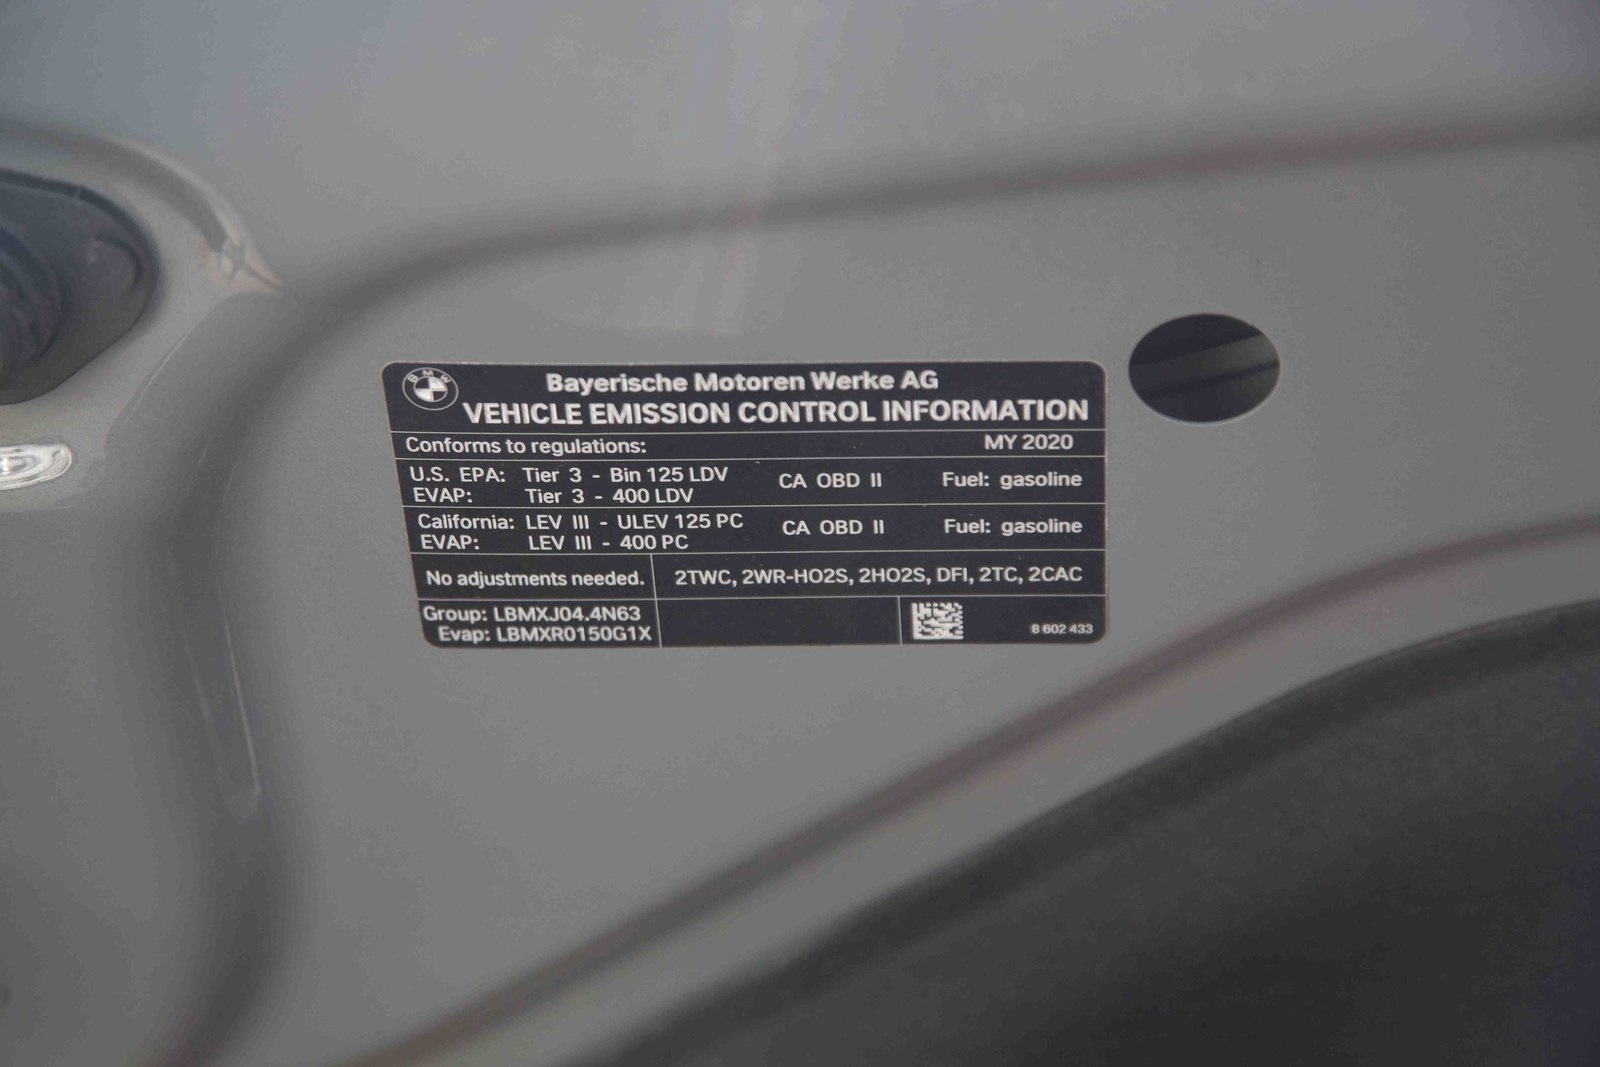 BMW
Bayerische Motoren Werke AG
VEHICLE EMISSION CONTROL INFORMATION
Conforms to regulations: MY 2020
U.S. EPA: Tier 3 - Bin 125 LDV CA OBD II Fuel: gasoline
EVAP: Tier 3 - 400 LDV
California: LEV III - ULEV 125 PC CA OBD II Fuel: gasoline
EVAP: LEV III - 400 PC
No adjustments needed. 2TWC, 2WR-HO2S, 2HO2S, DFI, 2TC, 2CAC
Group: LBMXJ04.4N63
Evap: LBMXR0150G1X
8 602 433